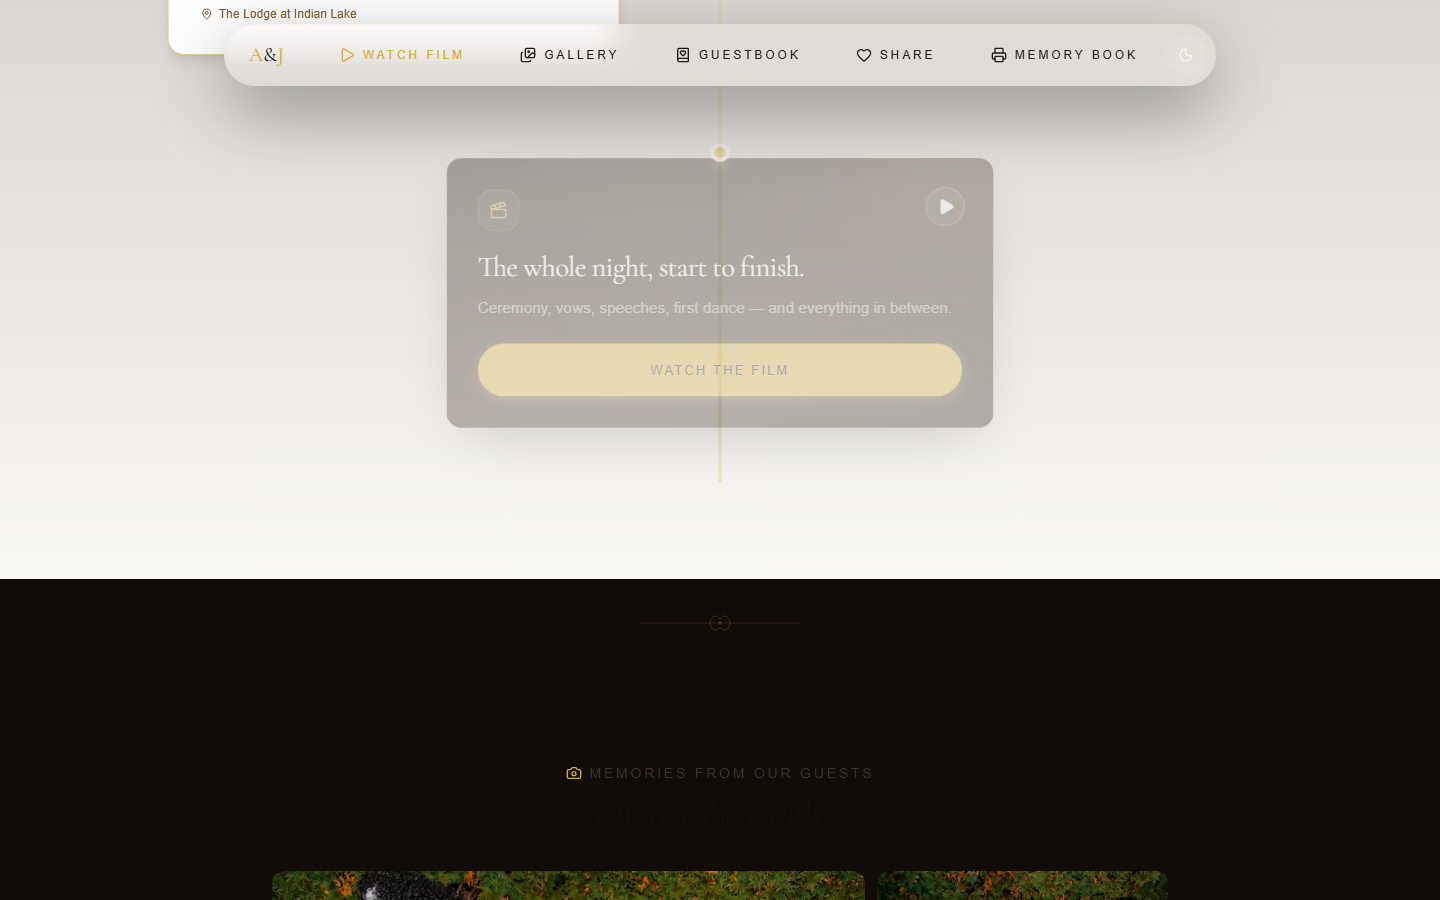 The Lodge at Indian Lake
A&J
WATCH FILM
GALLERY
GUESTBOOK
SHARE
MEMORY BOOK
The whole night, start to finish.
Ceremony, vows, speeches, first dance — and everything in between.
WATCH THE FILM
MEMORIES FROM OUR GUESTS
You were there with us